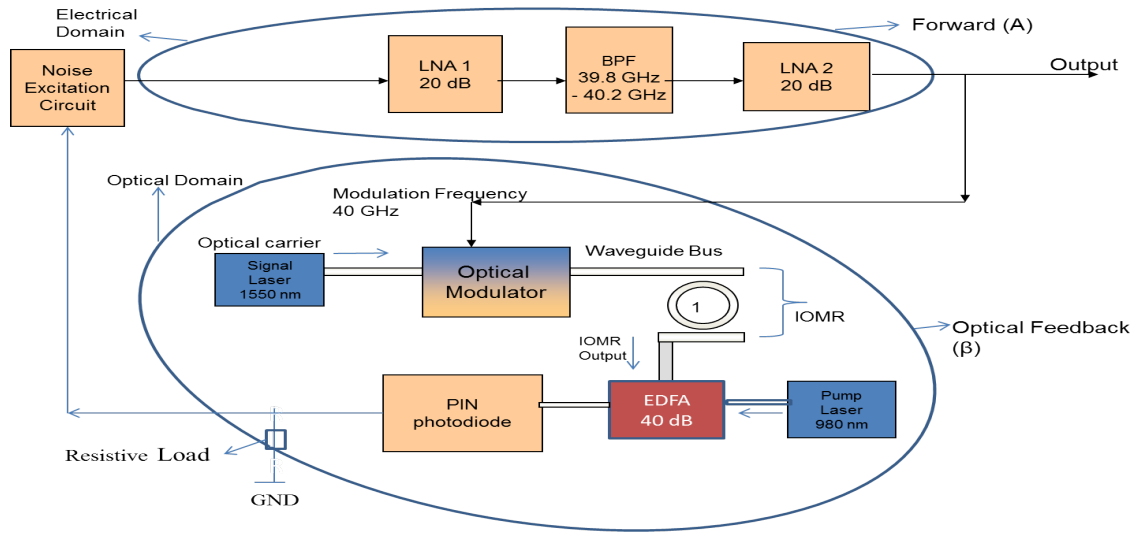 Electrical
Domain
Forward (A)
Noise
Excitation
Circuit
LNA 1
20 dB
BPF
39.8 GHz
- 40.2 GHz
LNA 2
20 dB
Output
Optical Domain
Modulation Frequency
40 GHz
Optical carrier
Signal
Laser
1550 nm
Optical
Modulator
Waveguide Bus
1
IOMR
IOMR
Output
Optical Feedback
(β)
PIN
photodiode
EDFA
40 dB
Pump
Laser
980 nm
Resistive Load
GND